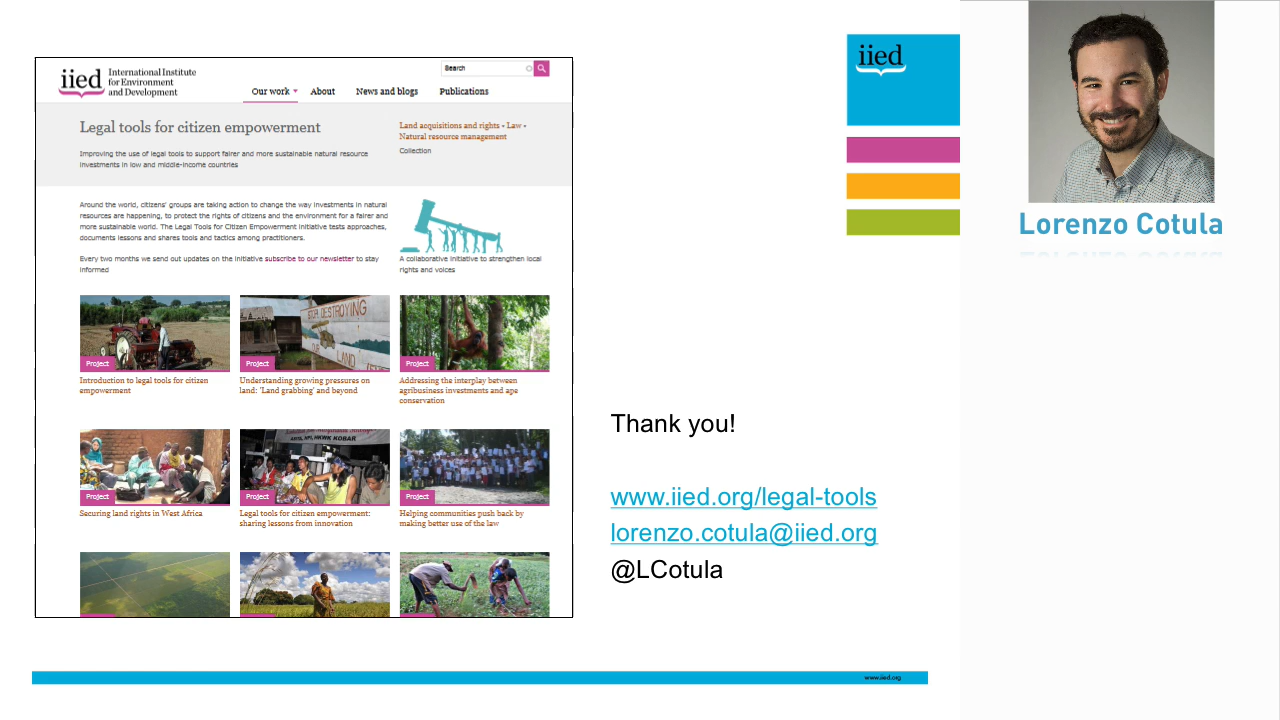 iied
International Institute
for Environment
and Development
Search
Our work
About
News and blogs
Publications
Legal tools for citizen empowerment
Improving the use of legal tools to support fairer and more sustainable natural resource
investments in low and middle-income countries
Land acquisitions and rights • Law •
Natural resource management
Collection
Around the world, citizens' groups are taking action to change the way investments in natural
resources are happening, to protect the rights of citizens and the environment for a fairer and
more sustainable world. The Legal Tools for Citizen Empowerment initiative tests approaches,
documents lessons and shares tools and tactics among practitioners.
Every two months we send out updates on the initiative subscribe to our newsletter to stay
informed
A collaborative initiative to strengthen local
rights and voices
STOP DESTROYING
OUR
LAND
Project
Project
Project
Introduction to legal tools for citizen
empowerment
Understanding growing pressures on
land: 'Land grabbing' and beyond
Addressing the interplay between
agribusiness investments and ape
conservation
Project
Project
Project
Securing land rights in West Africa
Legal tools for citizen empowerment:
sharing lessons from innovation
Helping communities push back by
making better use of the law
Thank you!
www.iied.org/legal-tools
lorenzo.cotula@iied.org
@LCotula
www.iied.org
iied
Lorenzo Cotula